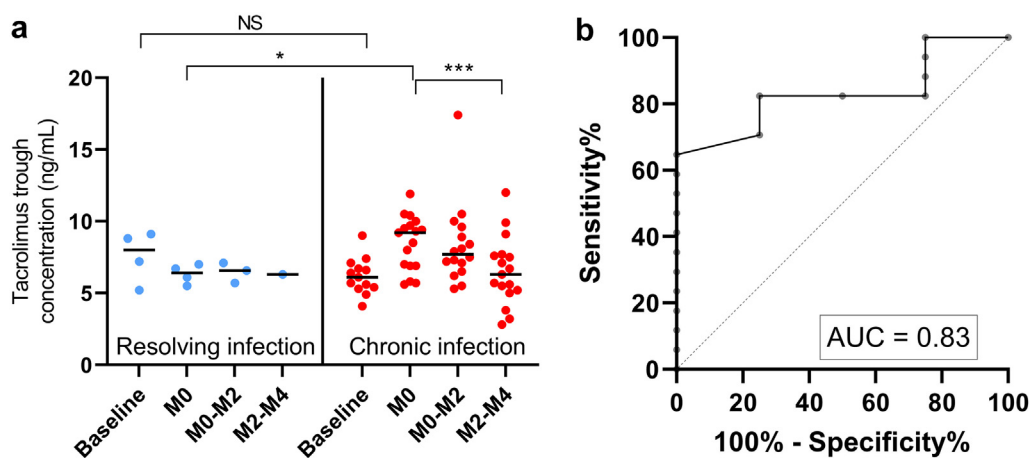 a
NS
*
***
Tacrolimus trough
concentration (ng/mL)
20
15
10
5
0
Resolving infection
Chronic infection
Baseline
M0
M0-M2
M2-M4
Baseline
M0
M0-M2
M2-M4
b
Sensitivity%
100
80
60
40
20
0
AUC = 0.83
0
20
40
60
80
100
100% - Specificity%